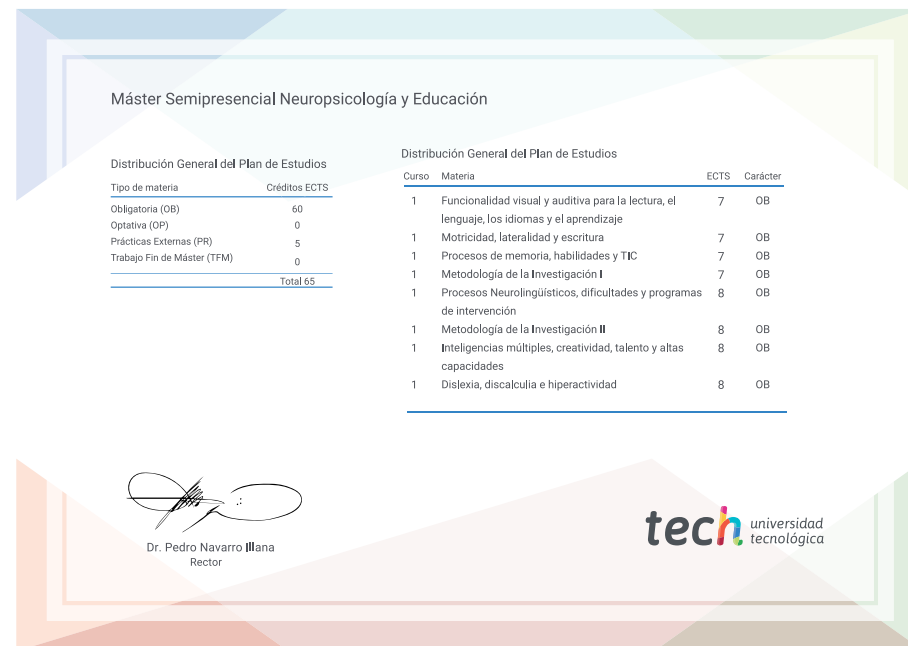 Máster Semipresencial Neuropsicología y Educación
Distribución General del Plan de Estudios
Tipo de materia Créditos ECTS
Obligatoria (OB) 60
Optativa (OP) 0
Prácticas Externas (PR) 5
Trabajo Fin de Máster (TFM) 0
Total 65
Distribución General del Plan de Estudios
Curso Materia ECTS Carácter
1 Funcionalidad visual y auditiva para la lectura, el 7 OB
lenguaje, los idiomas y el aprendizaje
1 Motricidad, lateralidad y escritura 7 OB
1 Procesos de memoria, habilidades y TIC 7 OB
1 Metodología de la Investigación I 7 OB
1 Procesos Neurolingüísticos, dificultades y programas 8 OB
de intervención
1 Metodología de la Investigación II 8 OB
1 Inteligencias múltiples, creatividad, talento y altas 8 OB
capacidades
1 Dislexia, discalculia e hiperactividad 8 OB
Dr. Pedro Navarro Illana
Rector
tech universidad
tecnológica